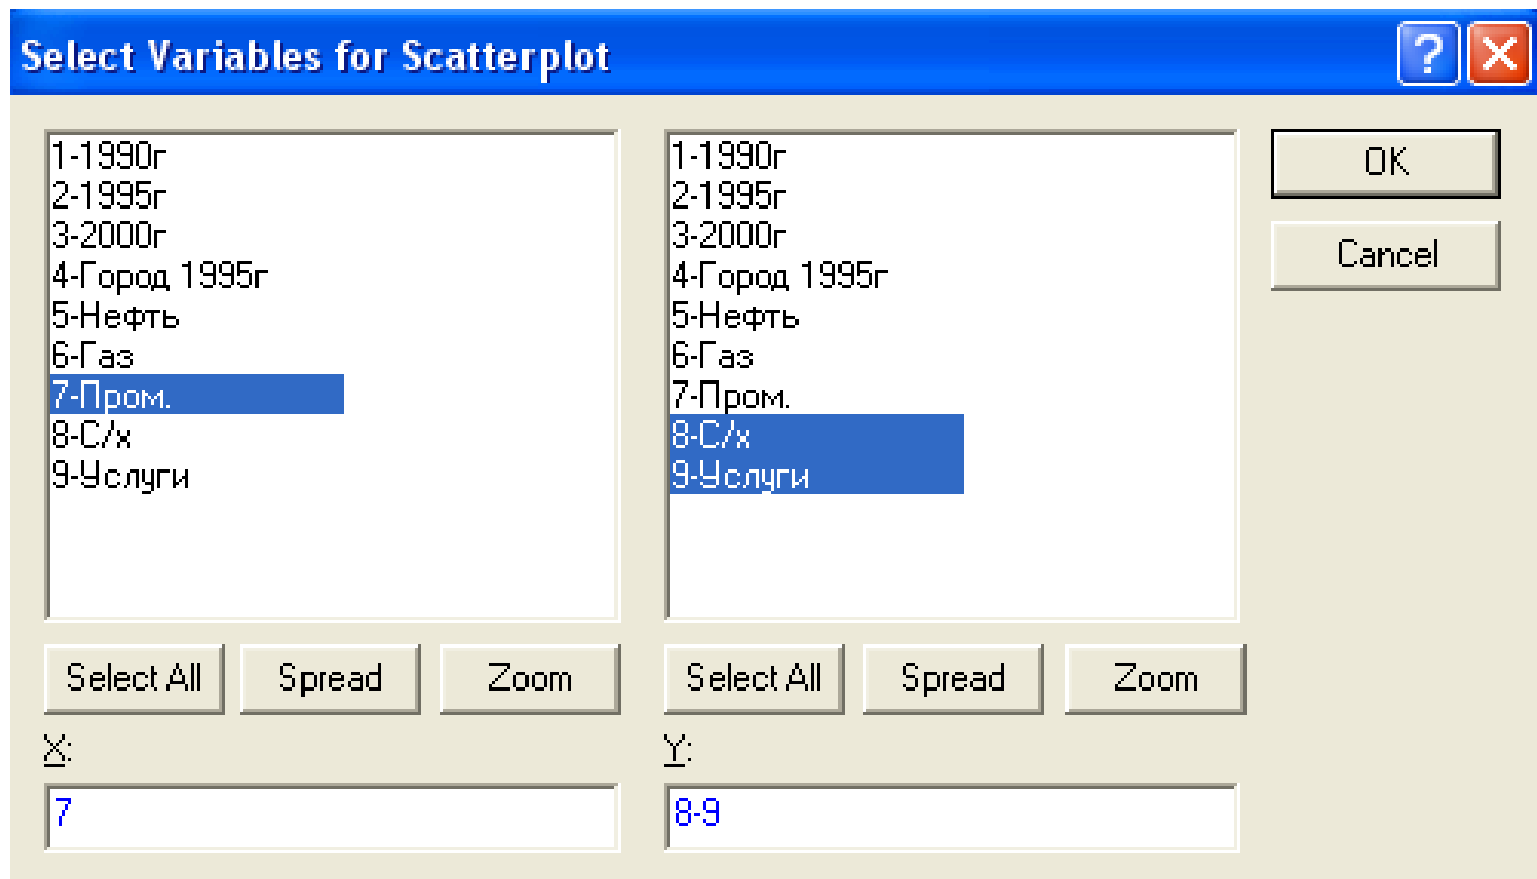 Select Variables for Scatterplot
1-1990г
2-1995г
3-2000г
4-Город 1995г
5-Нефть
6-Газ
7-Пром.
8-С/х
9-Услуги
1-1990г
2-1995г
3-2000г
4-Город 1995г
5-Нефть
6-Газ
7-Пром.
8-С/х
9-Услуги
OK
Cancel
Select All Spread Zoom
Select All Spread Zoom
X:
7
Y:
8-9